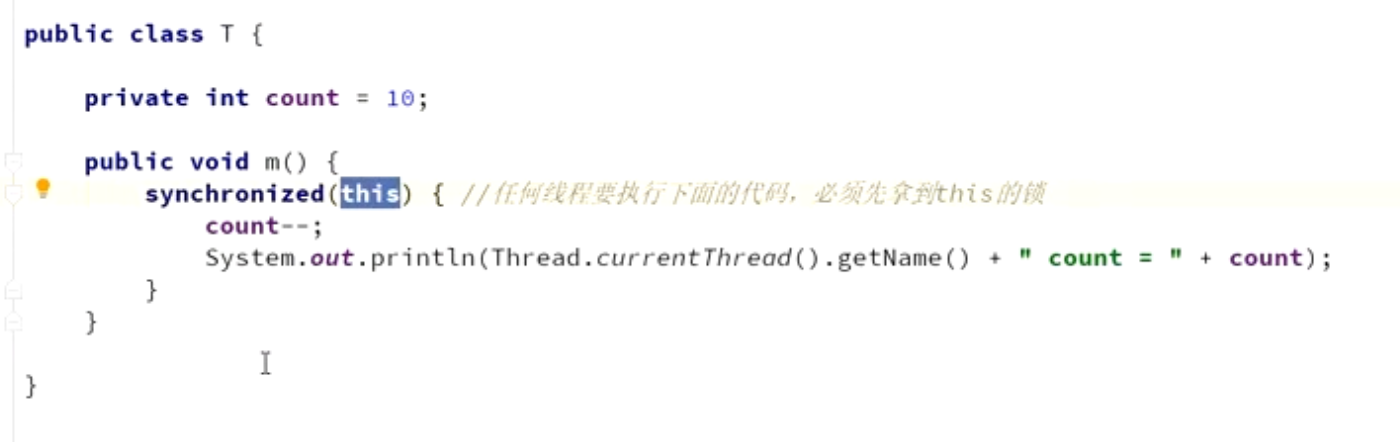 public class T {
private int count = 10;
public void m() {
synchronized(this) { //任何线程要执行下面的代码，必须先拿到this的锁
count--;
System.out.println(Thread.currentThread().getName() + " count = " + count);
}
}
}